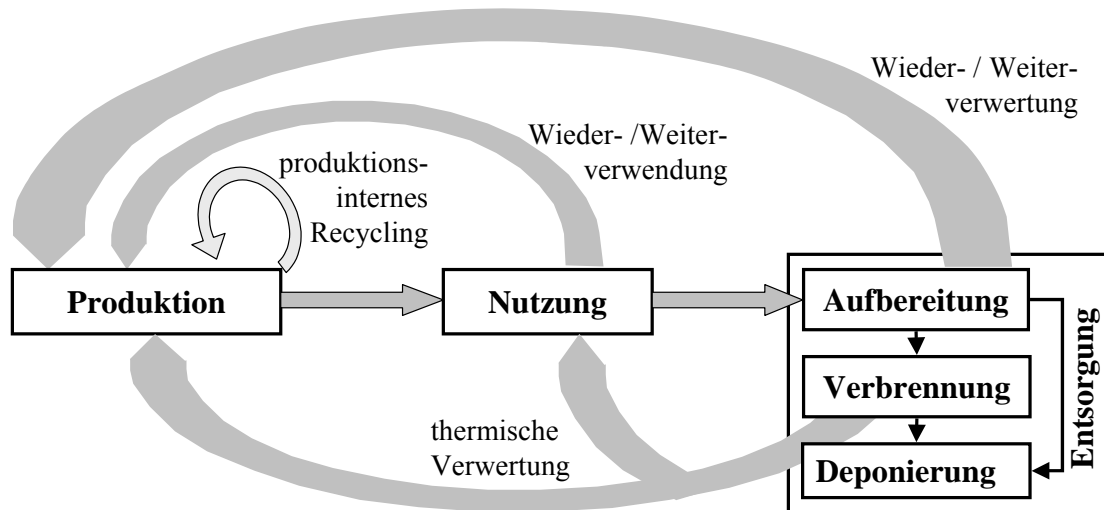 Wieder- / Weiter-
verwertung
Wieder- /Weiter-
verwendung
produktions-
internes
Recycling
Produktion
Nutzung
Aufbereitung
Verbrennung
Deponierung
Entsorgung
thermische
Verwertung